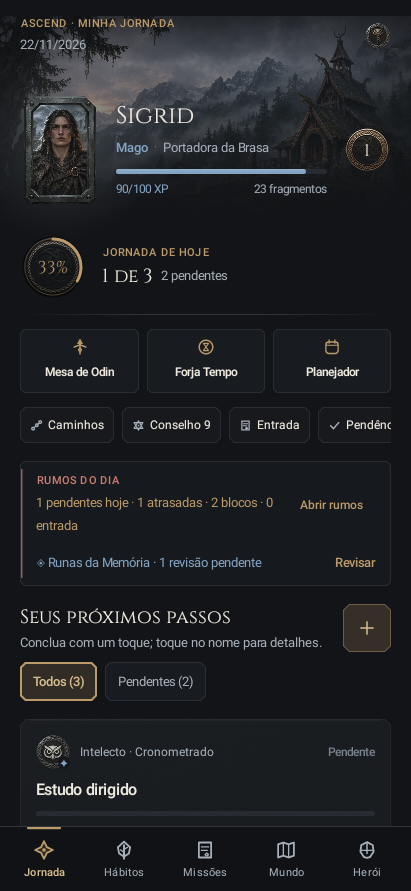 ASCEND · MINHA JORNADA
22/11/2026
SIGRID
Mago · Portadora da Brasa
1
90/100 XP 23 fragmentos
33%
JORNADA DE HOJE
1 DE 3 2 pendentes
Mesa de Odin Forja Tempo Planejador
Caminhos Conselho 9 Entrada Pendênc
RUMOS DO DIA
1 pendentes hoje · 1 atrasadas · 2 blocos · 0
entrada
Abrir rumos
Runas da Memória · 1 revisão pendente Revisar
SEUS PRÓXIMOS PASSOS
Conclua com um toque; toque no nome para detalhes.
+
Todos (3) Pendentes (2)
Intelecto · Cronometrado Pendente
Estudo dirigido
Jornada Hábitos Missões Mundo Herói